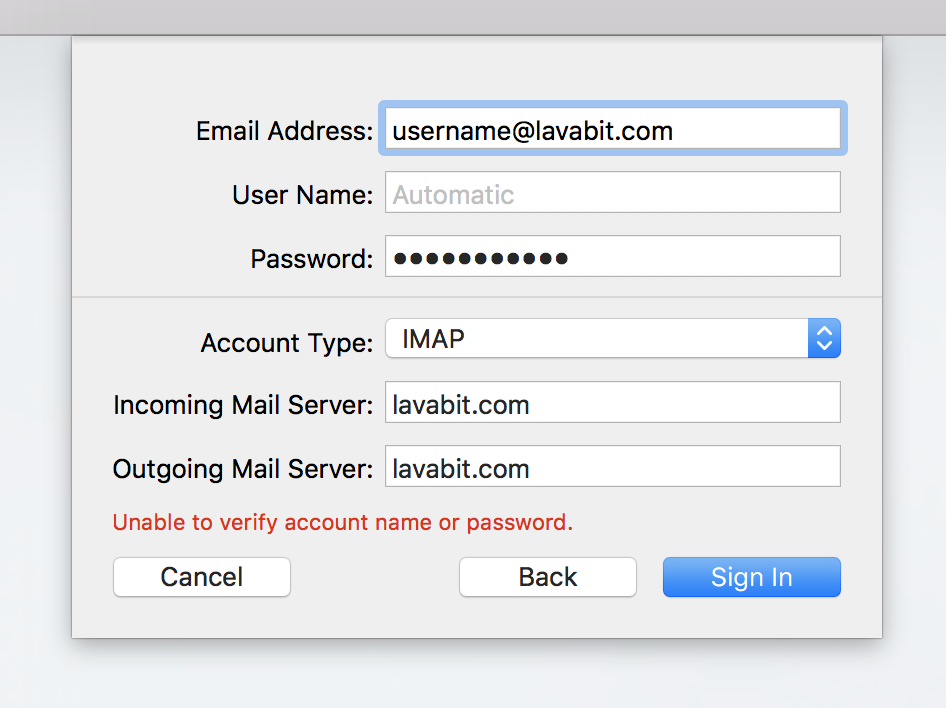 Email Address: username@lavabit.com
User Name: Automatic
Password: ●●●●●●●●●●●
Account Type: IMAP
Incoming Mail Server: lavabit.com
Outgoing Mail Server: lavabit.com
Unable to verify account name or password.
Cancel Back Sign In